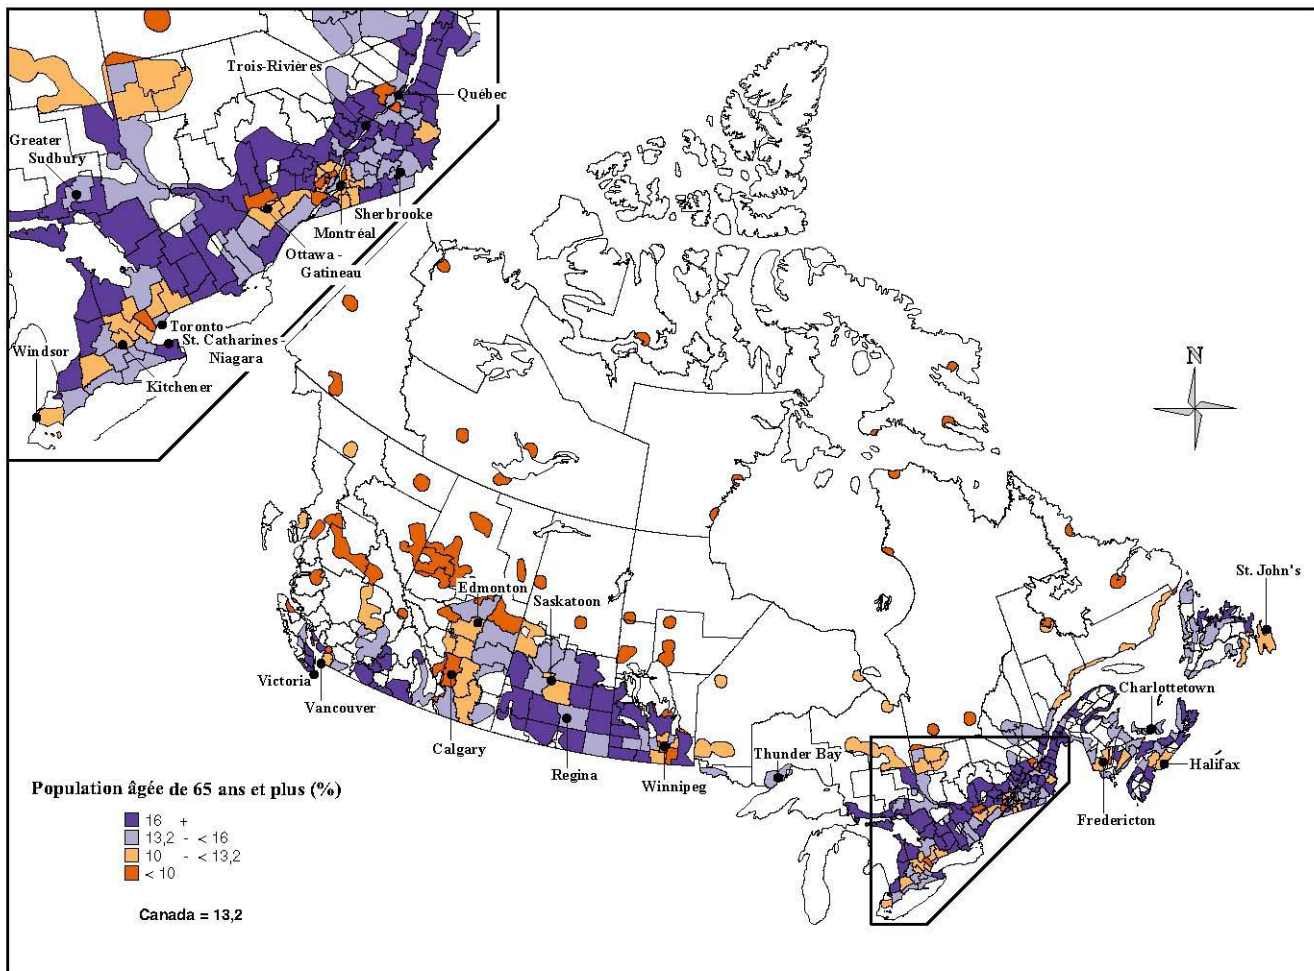 Trois-Rivières
Québec
Greater
Sudbury
Sherbrooke
Montréal
Ottawa -
Gatineau
Toronto
St. Catharines -
Niagara
Windsor
Kitchener
N
St. John's
Edmonton
Saskatoon
Victoria
Vancouver
Charlottetown
Calgary
Thunder Bay
Regina
Winnipeg
Halifax
Fredericton
Population âgée de 65 ans et plus (%)
16 +
13,2 - < 16
10 - < 13,2
< 10
Canada = 13,2